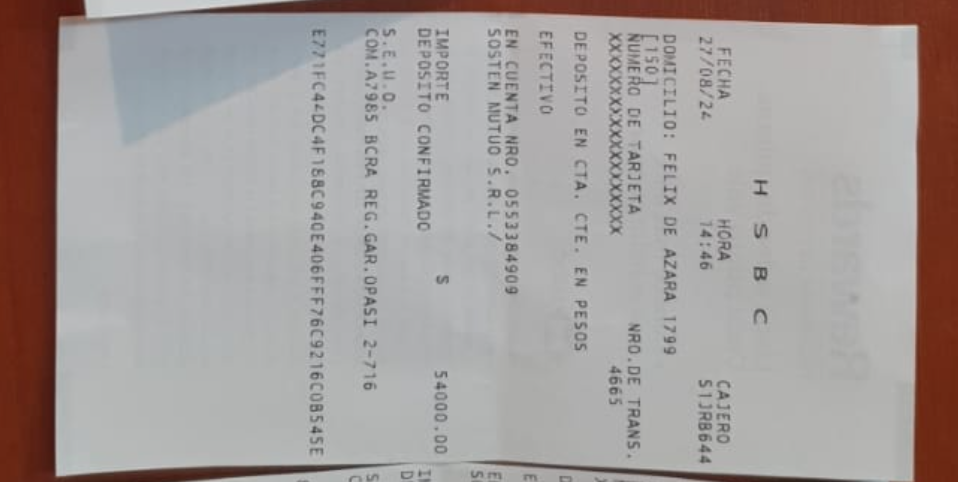 H S B C
FECHA HORA CAJERO
27/08/24 14:46 S1JRB644
DOMICILIO: FELIX DE AZARA 1799
[150]
NUMERO DE TARJETA NRO.DE TRANS.
XXXXXXXXXXXXXXXXXXX 4665
DEPOSITO EN CTA. CTE. EN PESOS
EFECTIVO
EN CUENTA NRO. 0553384909
SOSTEN MUTUO S.R.L./
IMPORTE $ 54000.00
DEPOSITO CONFIRMADO
S.E.U.O.
COM.A7985 BCRA REG.GAR.OPASI 2-716
E771FC44DC4F168C940E406FFF76C9216C0B545E